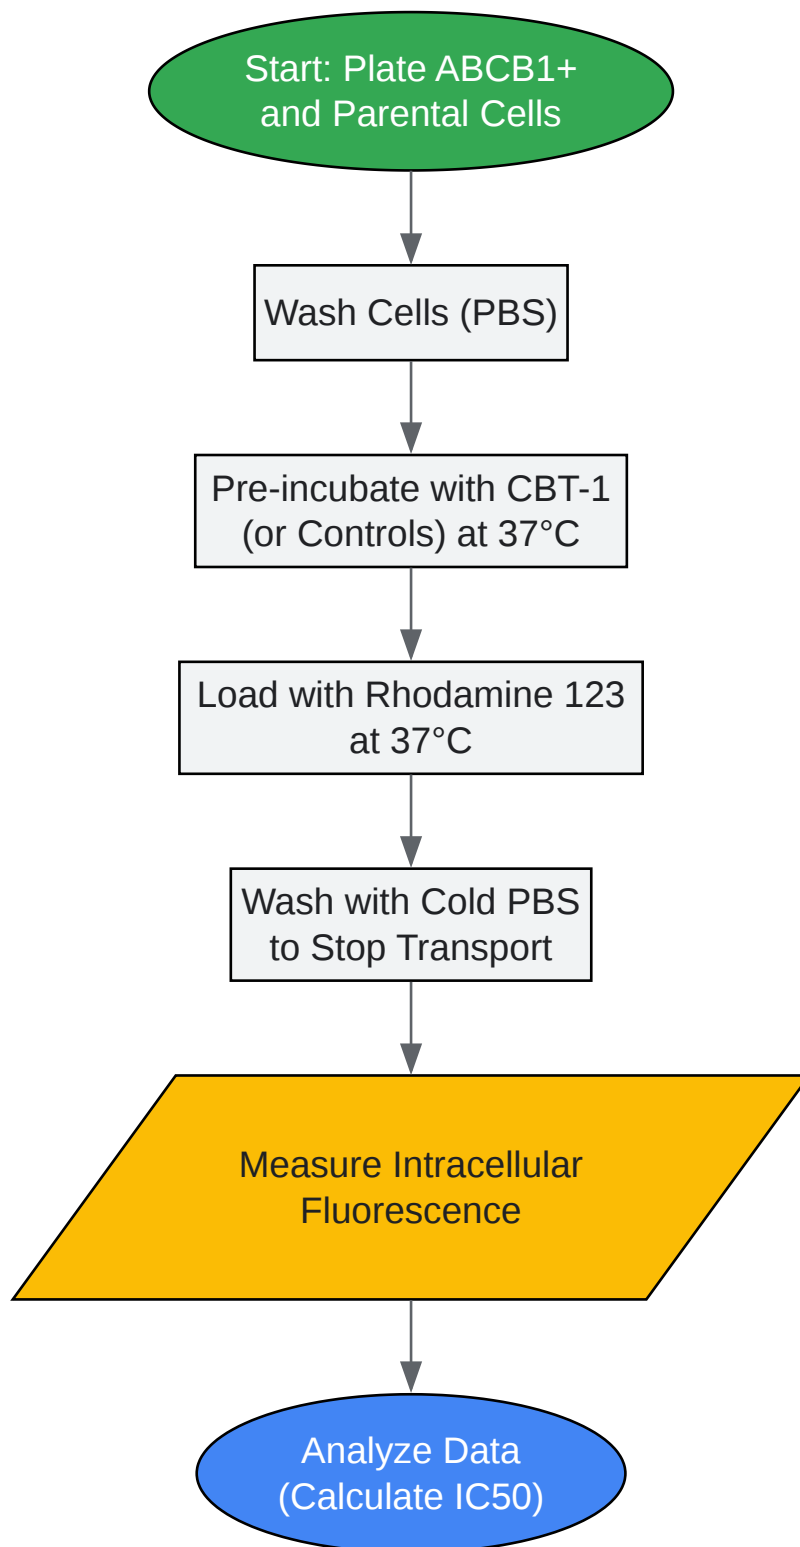 Start: Plate ABCB1+
and Parental Cells
Wash Cells (PBS)
Pre-incubate with CBT-1
(or Controls) at 37°C
Load with Rhodamine 123
at 37°C
Wash with Cold PBS
to Stop Transport
Measure Intracellular
Fluorescence
Analyze Data
(Calculate IC50)